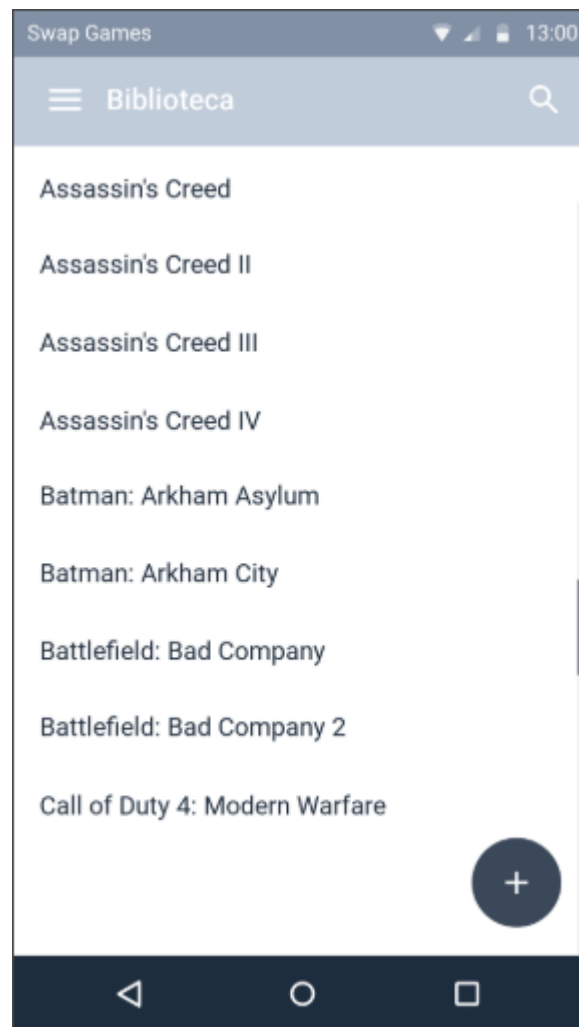 Swap Games 13:00
Biblioteca
Assassin's Creed
Assassin's Creed II
Assassin's Creed III
Assassin's Creed IV
Batman: Arkham Asylum
Batman: Arkham City
Battlefield: Bad Company
Battlefield: Bad Company 2
Call of Duty 4: Modern Warfare
+